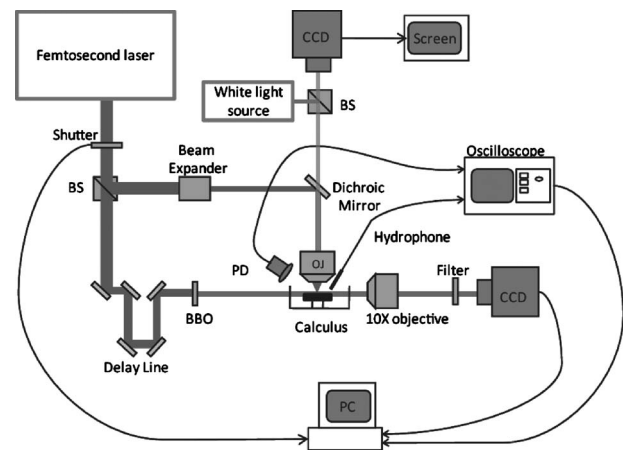 CCD
Screen
Femtosecond laser
White light
source
BS
Shutter
Beam
Expander
Oscilloscope
BS
Dichroic
Mirror
Hydrophone
PD
OJ
Filter
CCD
BBO
Calculus
10X objective
Delay Line
PC